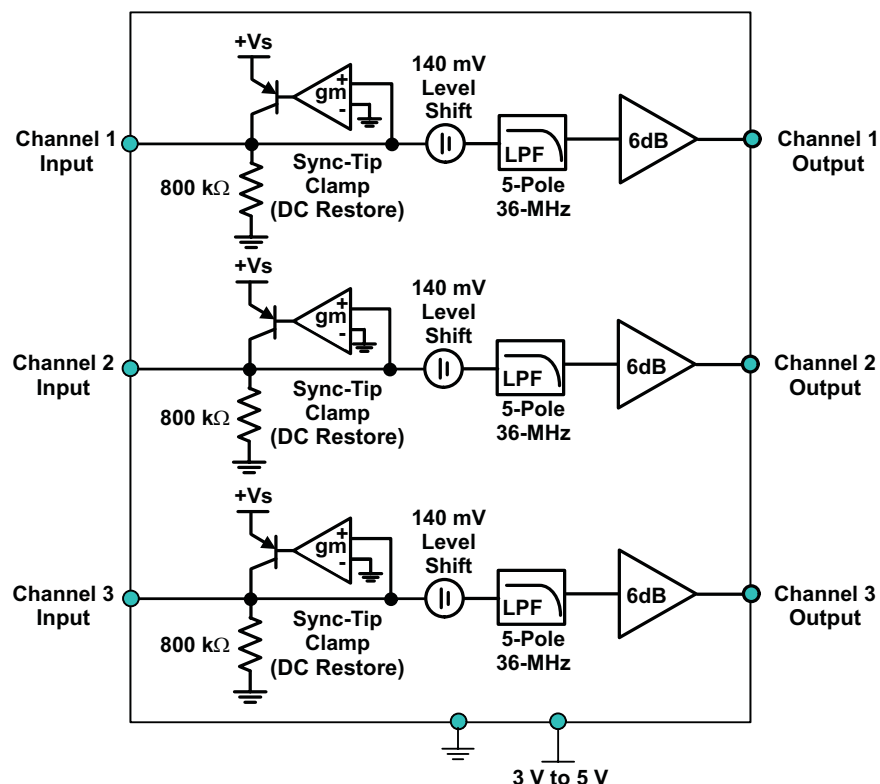 +Vs
140 mV
Level
Shift
+
gm
-
Channel 1
Input
LPF
6dB
Channel 1
Output
800 kΩ
Sync-Tip
Clamp
(DC Restore)
5-Pole
36-MHz
+Vs
140 mV
Level
Shift
+
gm
-
Channel 2
Input
LPF
6dB
Channel 2
Output
800 kΩ
Sync-Tip
Clamp
(DC Restore)
5-Pole
36-MHz
+Vs
140 mV
Level
Shift
+
gm
-
Channel 3
Input
LPF
6dB
Channel 3
Output
800 kΩ
Sync-Tip
Clamp
(DC Restore)
5-Pole
36-MHz
3 V to 5 V